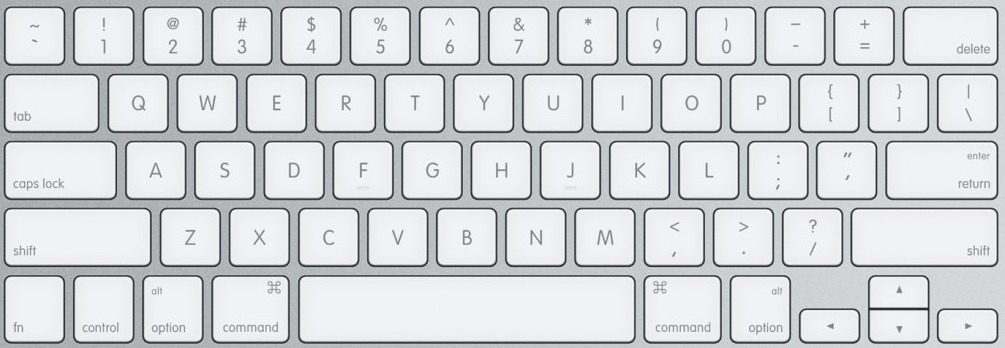 ~ ! @ # $ % ^ & * ( ) – +
` 1 2 3 4 5 6 7 8 9 0 - = delete
tab Q W E R T Y U I O P { [ } ] | \
caps lock A S D F G H J K L : ; " ' enter return
shift Z X C V B N M < , > . ? / shift
fn control alt option ⌘ command ⌘ command alt option ◄ ▲ ▼ ►